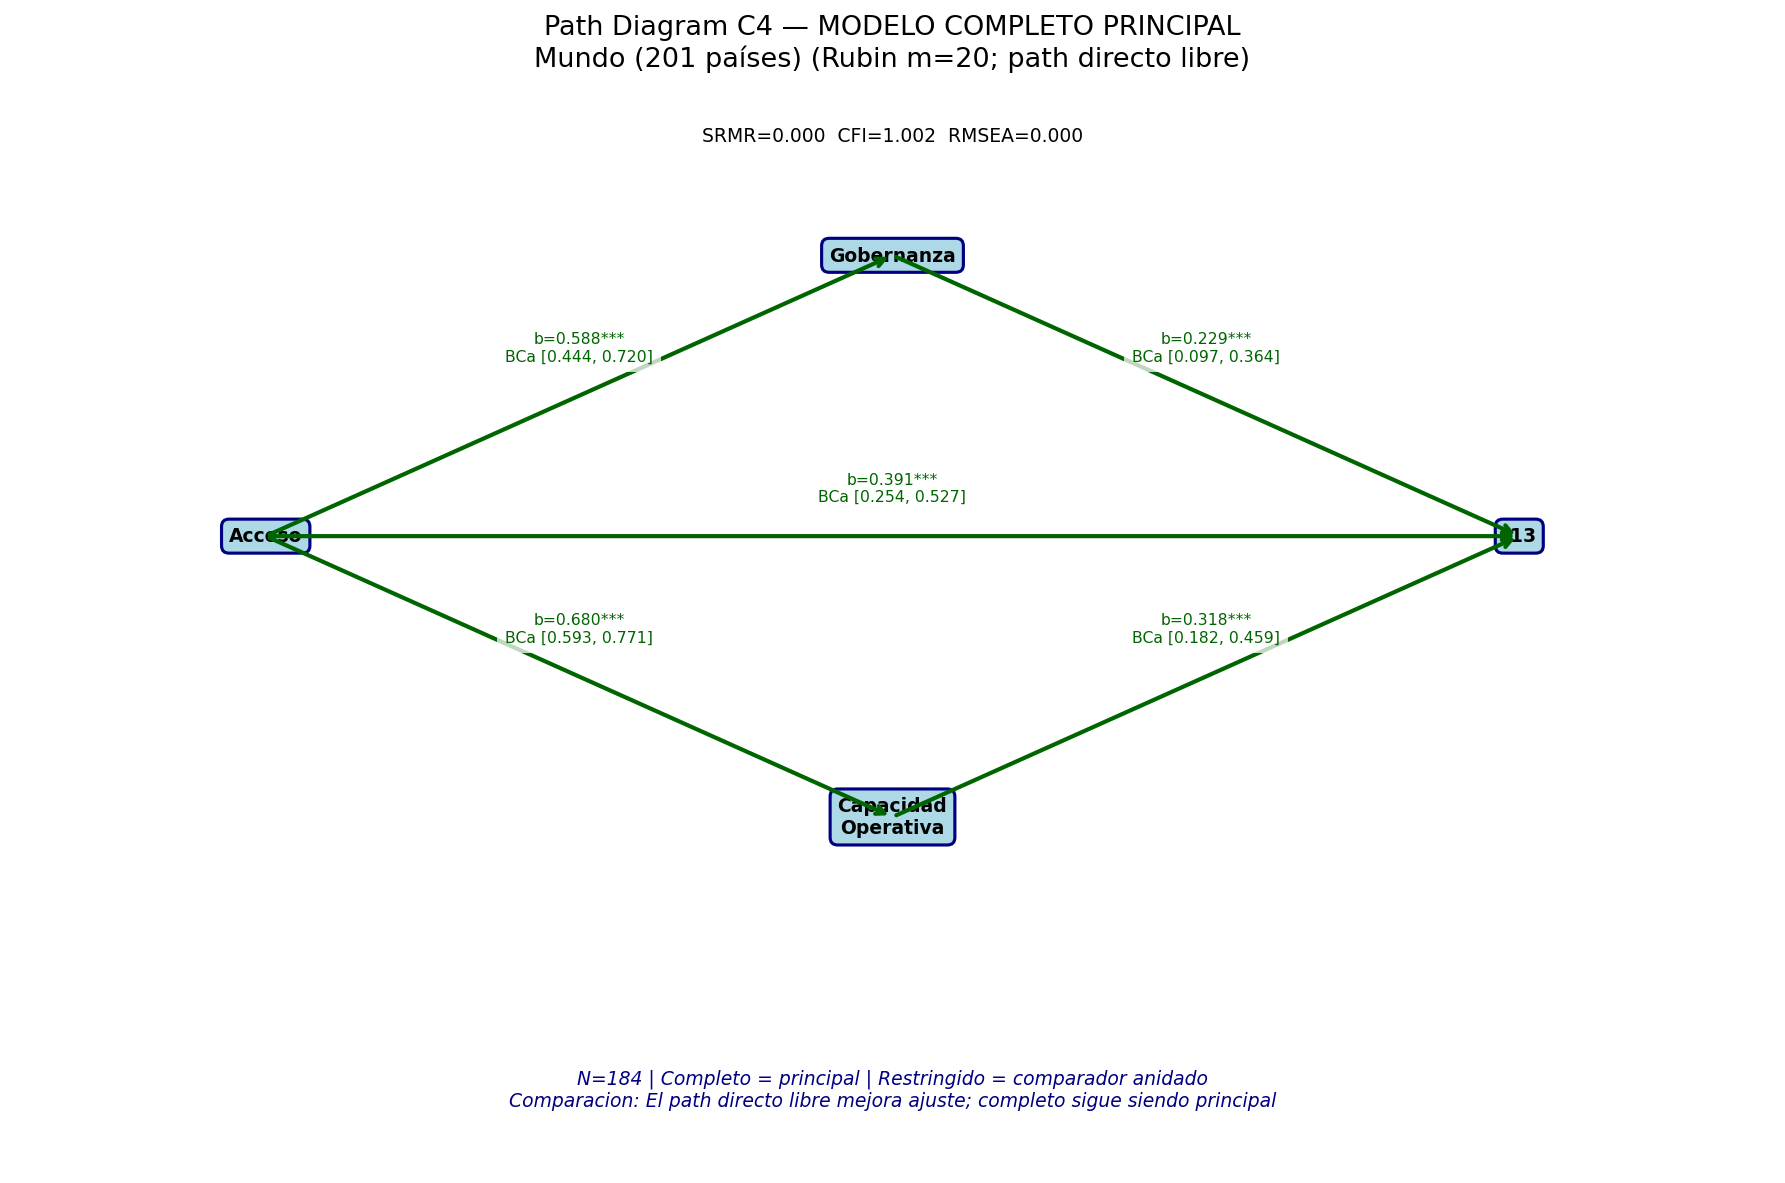 Path Diagram C4 — MODELO COMPLETO PRINCIPAL
Mundo (201 países) (Rubin m=20; path directo libre)
SRMR=0.000  CFI=1.002  RMSEA=0.000
Gobernanza
b=0.588***
BCa [0.444, 0.720]
b=0.229***
BCa [0.097, 0.364]
b=0.391***
BCa [0.254, 0.527]
Acceso
13
b=0.680***
BCa [0.593, 0.771]
b=0.318***
BCa [0.182, 0.459]
Capacidad
Operativa
N=184 | Completo = principal | Restringido = comparador anidado
Comparacion: El path directo libre mejora ajuste; completo sigue siendo principal